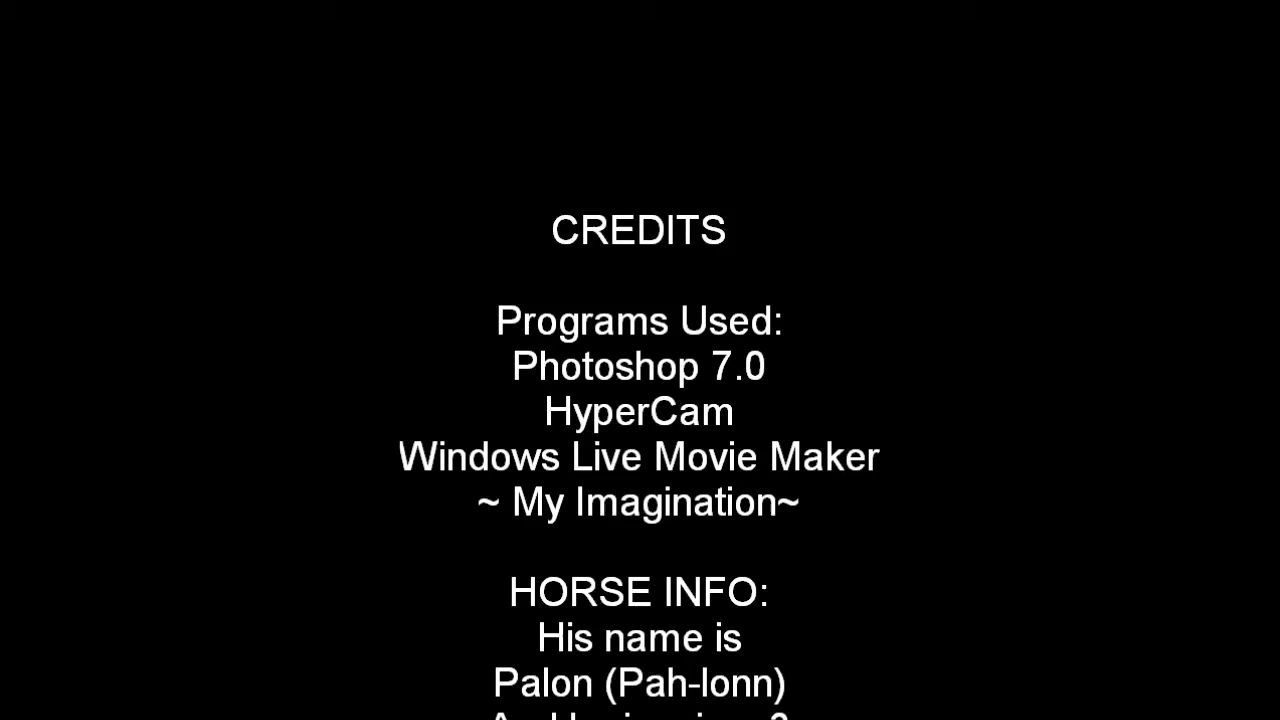 CREDITS
Programs Used:
Photoshop 7.0
HyperCam
Windows Live Movie Maker
~ My Imagination~
HORSE INFO:
His name is
Palon (Pah-lonn)